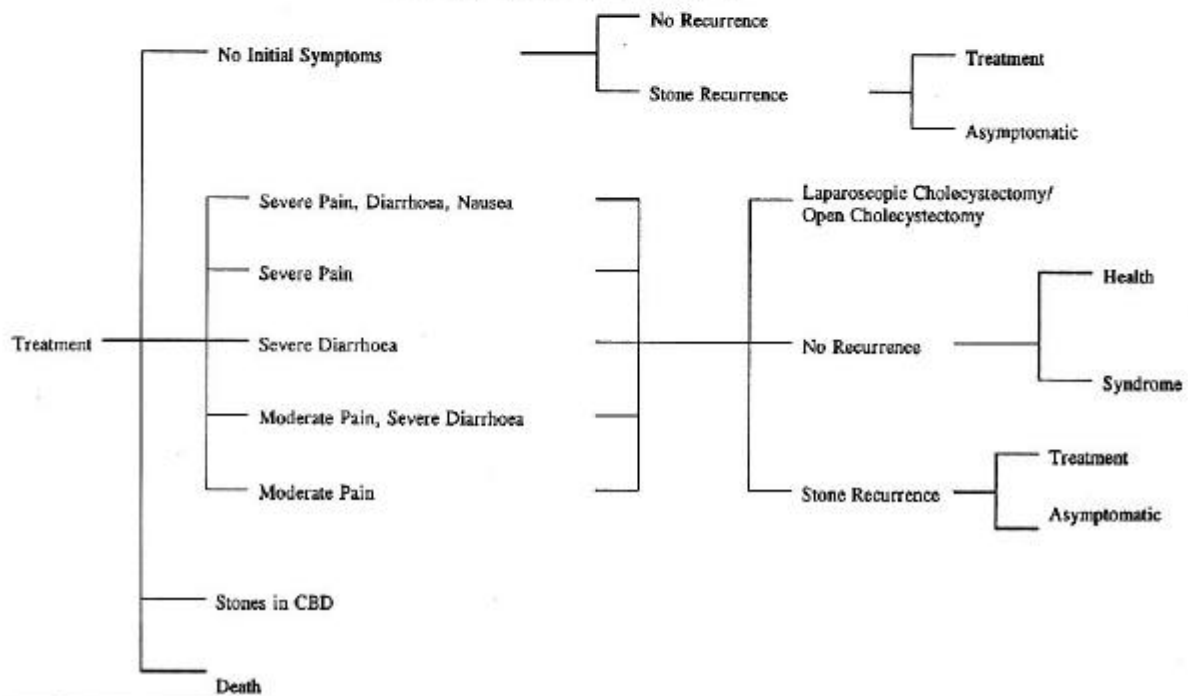 No Recurrence
No Initial Symptoms
Treatment
Stone Recurrence
Asymptomatic
Severe Pain, Diarrhoea, Nausea
Laparoscopic Cholecystectomy/
Open Cholecystectomy
Severe Pain
Health
Treatment
Severe Diarrhoea
No Recurrence
Syndrome
Moderate Pain, Severe Diarrhoea
Treatment
Moderate Pain
Stone Recurrence
Asymptomatic
Stones in CBD
Death